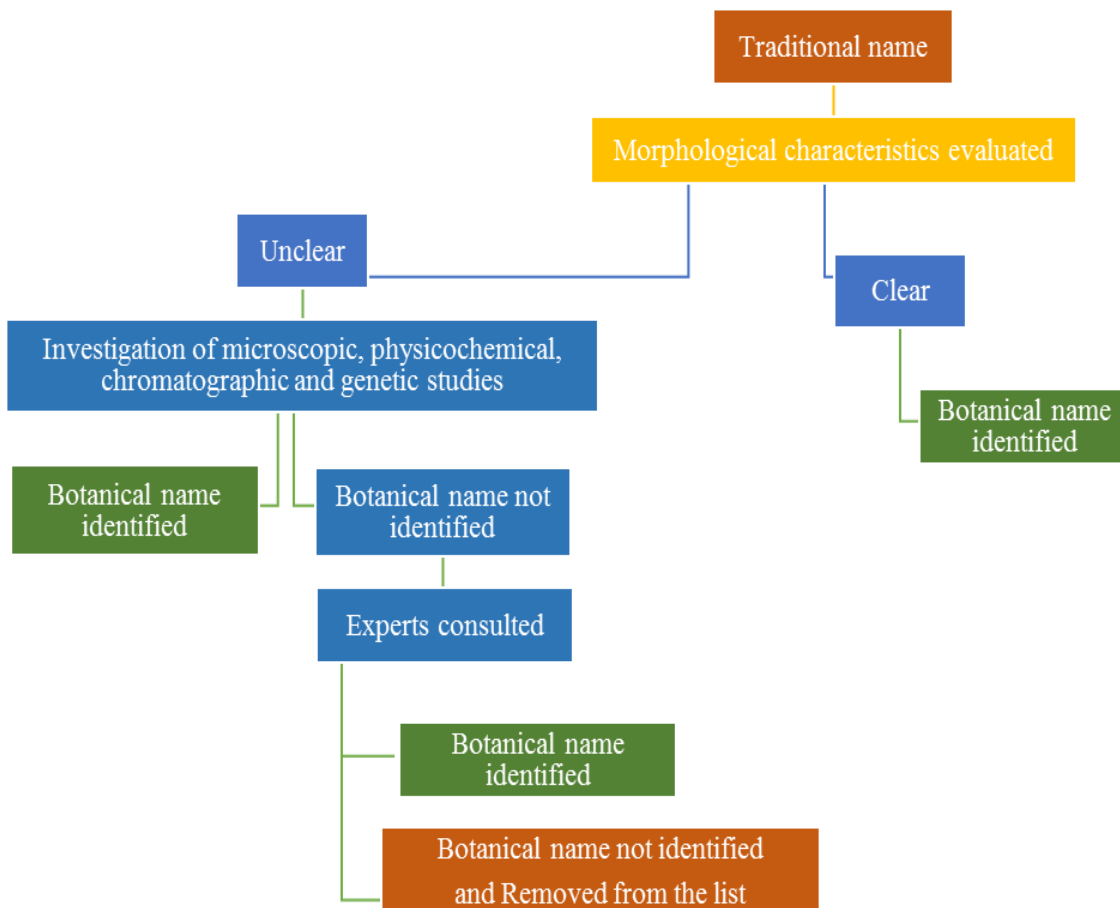 Traditional name
Morphological characteristics evaluated
Unclear
Clear
Investigation of microscopic, physicochemical,
chromatographic and genetic studies
Botanical name
identified
Botanical name
identified
Botanical name not
identified
Experts consulted
Botanical name
identified
Botanical name not identified
and Removed from the list